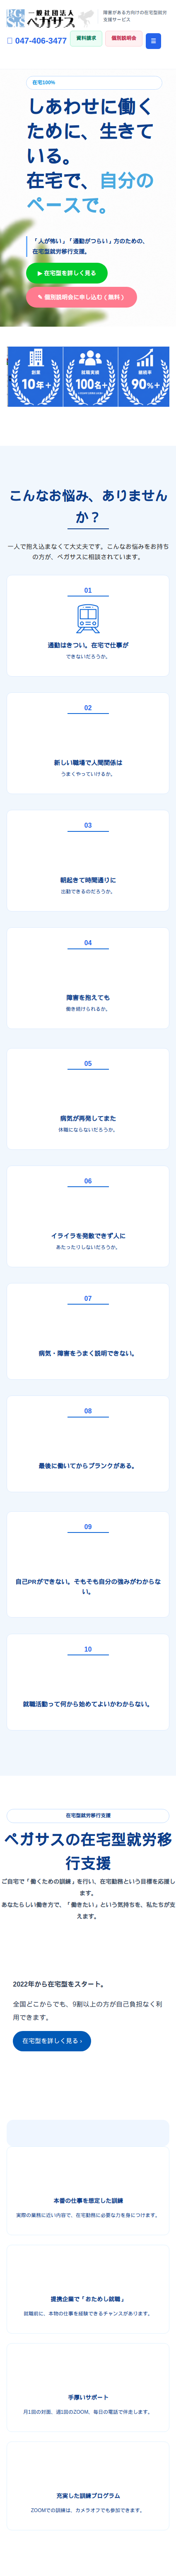 一般社団法人
ペガサス
障害がある方向けの在宅型就労
支援サービス
047-406-3477
資料請求
個別説明会
在宅100%
しあわせに働く
ために、生きて
いる。
在宅で、自分の
ペースで。
「人が怖い」「通勤がつらい」方のための、
在宅型就労移行支援。
▶ 在宅型を詳しく見る
✎ 個別説明会に申し込む（無料）
創業
10年+
就職実績
100名+
継続率
90%+
こんなお悩み、ありません
か？
一人で抱え込まなくて大丈夫です。こんなお悩みをお持ち
の方が、ペガサスに相談されています。
01
通勤はきつい。在宅で仕事が
できないだろうか。
02
新しい職場で人間関係は
うまくやっていけるか。
03
朝起きて時間通りに
出勤できるのだろうか。
04
障害を抱えても
働き続けられるか。
05
病気が再発してまた
休職にならないだろうか。
06
イライラを発散できず人に
あたったりしないだろうか。
07
病気・障害をうまく説明できない。
08
最後に働いてからブランクがある。
09
自己PRができない。そもそも自分の強みがわからな
い。
10
就職活動って何から始めてよいかわからない。
在宅型就労移行支援
ペガサスの在宅型就労移
行支援
ご自宅で「働くための訓練」を行い、在宅勤務という目標を応援し
ます。
あなたらしい働き方で、「働きたい」という気持ちを、私たちが支
えます。
2022年から在宅型をスタート。
全国どこからでも、9割以上の方が自己負担なく利
用できます。
在宅型を詳しく見る ›
本番の仕事を想定した訓練
実際の業務に近い内容で、在宅勤務に必要な力を身につけます。
提携企業で「おためし就職」
就職前に、本物の仕事を経験できるチャンスがあります。
手厚いサポート
月1回の対面、週1回のZOOM、毎日の電話で伴走します。
充実した訓練プログラム
ZOOMでの訓練は、カメラオフでも参加できます。